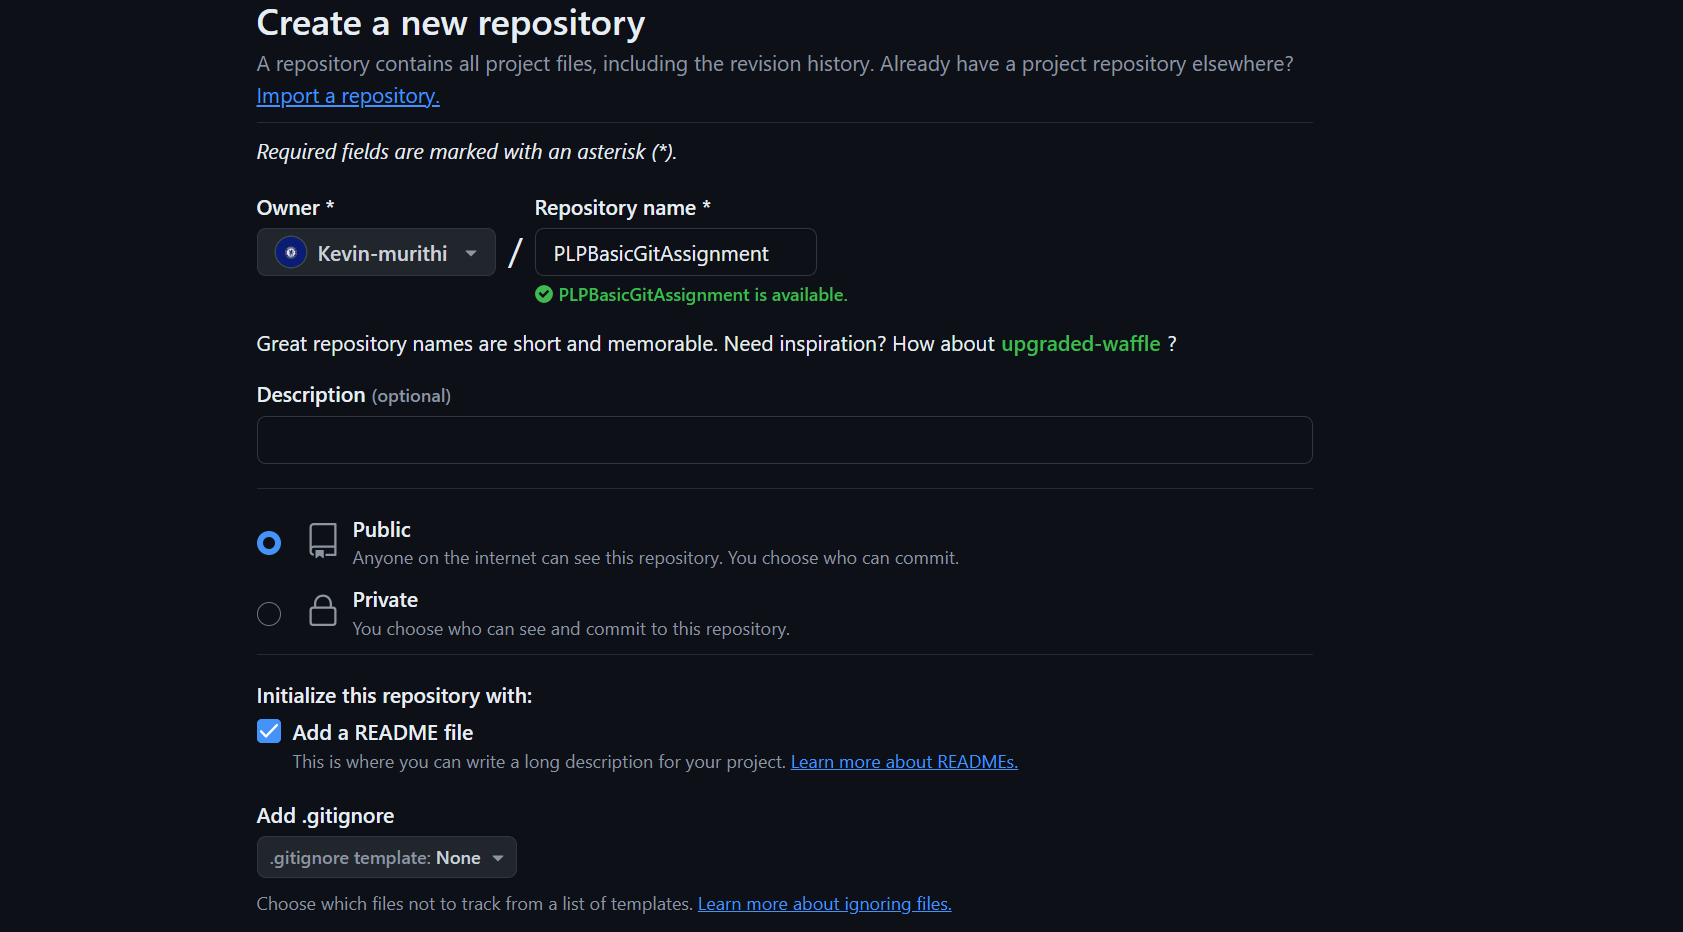 Create a new repository
A repository contains all project files, including the revision history. Already have a project repository elsewhere?
Import a repository.
Required fields are marked with an asterisk (*).
Owner *
Repository name *
Kevin-murithi
/
PLPBasicGitAssignment
PLPBasicGitAssignment is available.
Great repository names are short and memorable. Need inspiration? How about upgraded-waffle ?
Description (optional)
Public
Anyone on the internet can see this repository. You choose who can commit.
Private
You choose who can see and commit to this repository.
Initialize this repository with:
Add a README file
This is where you can write a long description for your project. Learn more about READMEs.
Add .gitignore
.gitignore template: None
Choose which files not to track from a list of templates. Learn more about ignoring files.